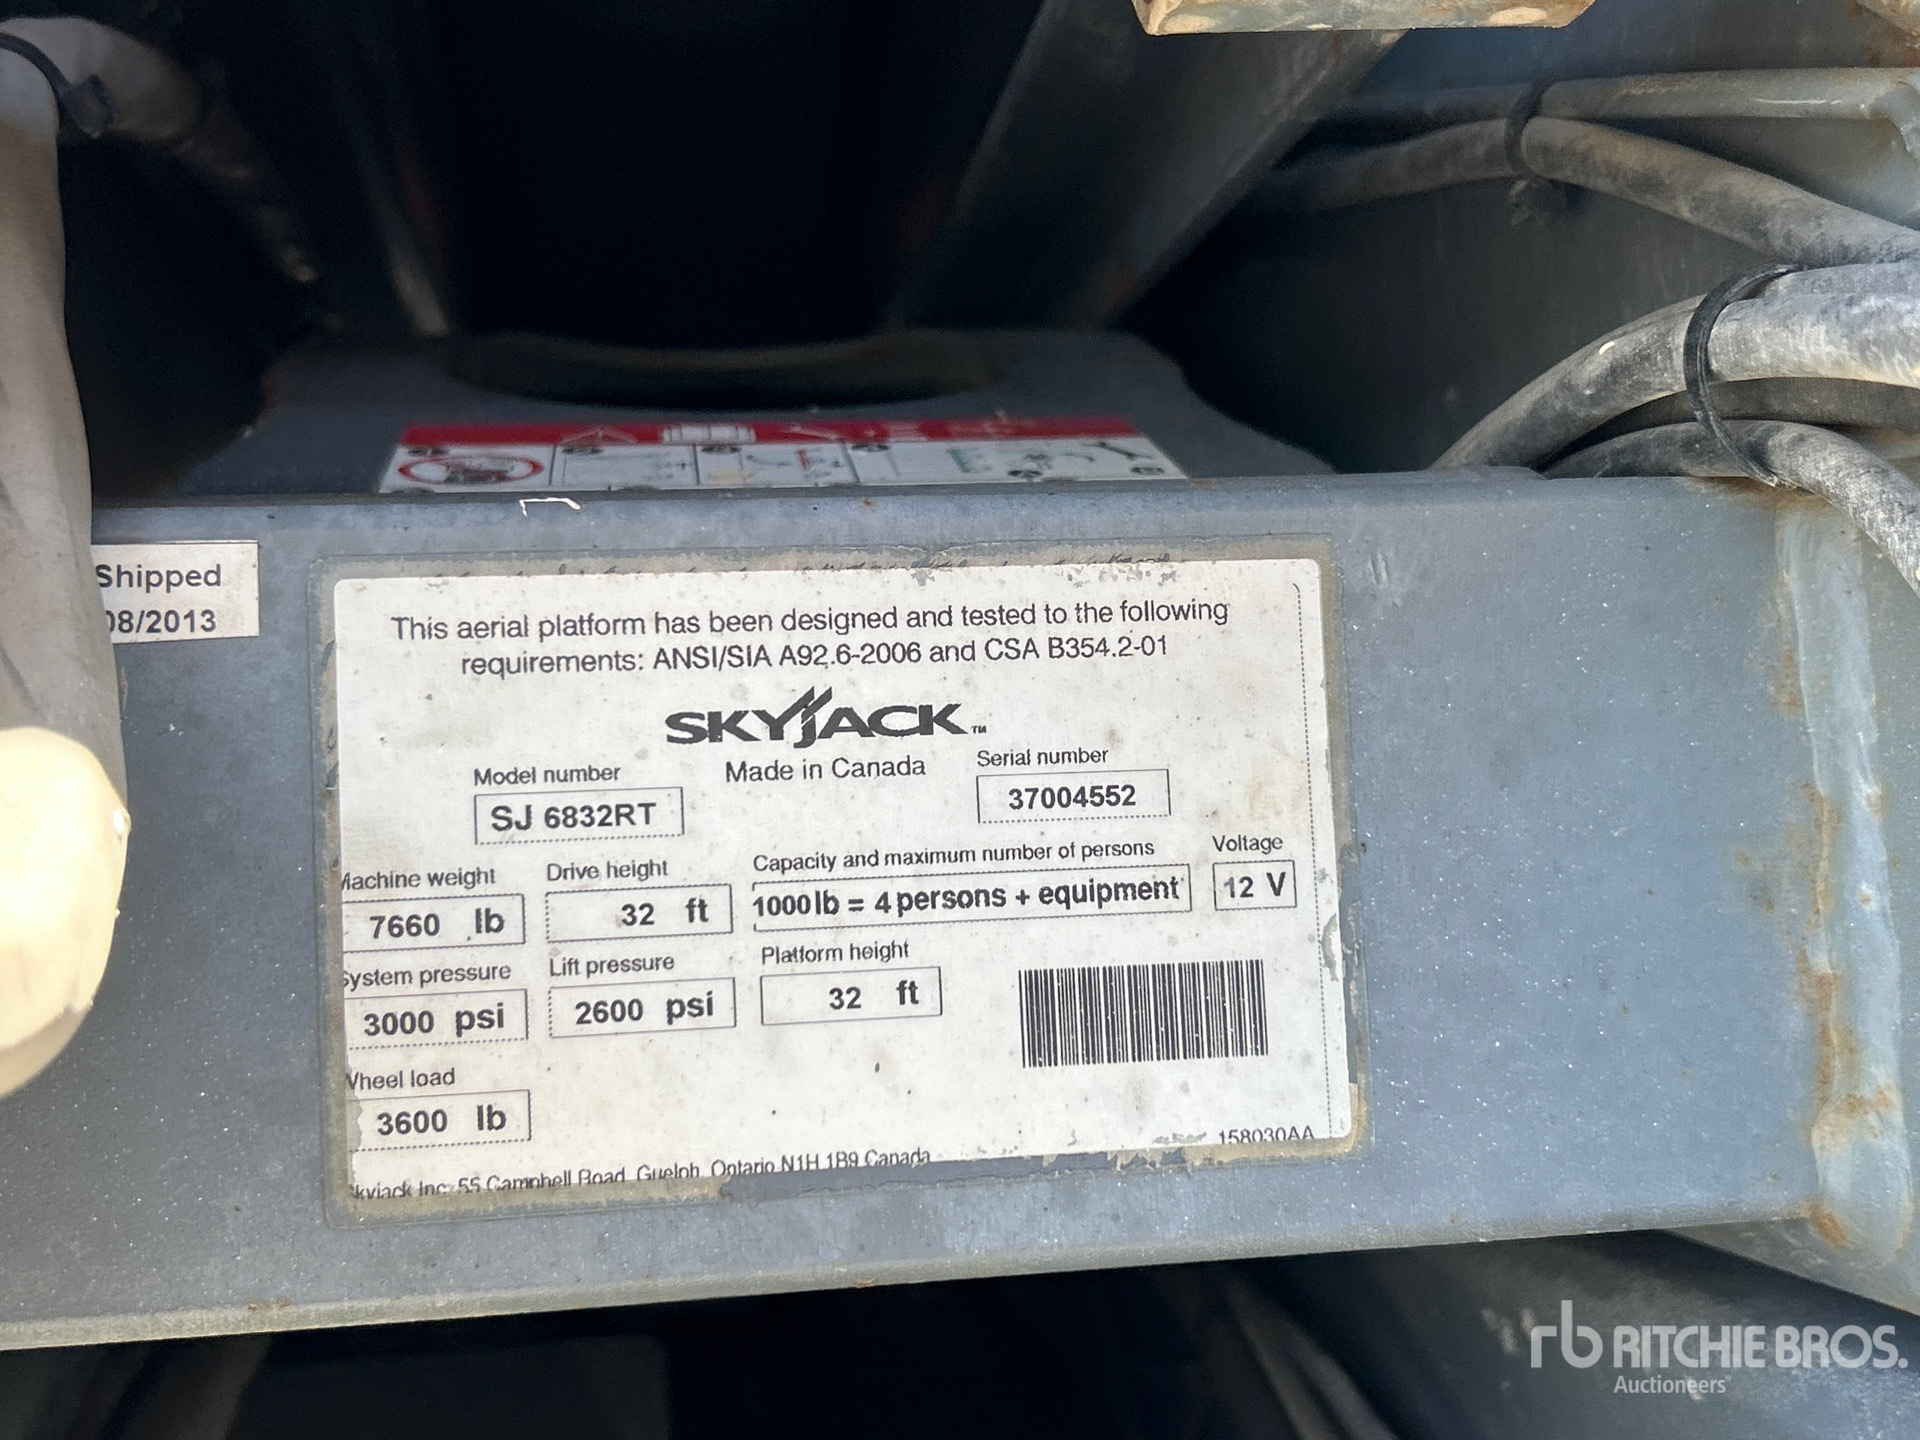 Shipped
08/2013
This aerial platform has been designed and tested to the following
requirements: ANSI/SIA A92.6-2006 and CSA B354.2-01
SKYJACK™
Made in Canada
Model number
SJ 6832RT
Serial number
37004552
Machine weight
7660 lb
Drive height
32 ft
Capacity and maximum number of persons
1000 lb = 4 persons + equipment
Voltage
12 V
System pressure
3000 psi
Lift pressure
2600 psi
Platform height
32 ft
Wheel load
3600 lb
158030AA
Skyjack Inc. 55 Campbell Road, Guelph, Ontario N1H 1B9 Canada
rb RITCHIE BROS.
Auctioneers